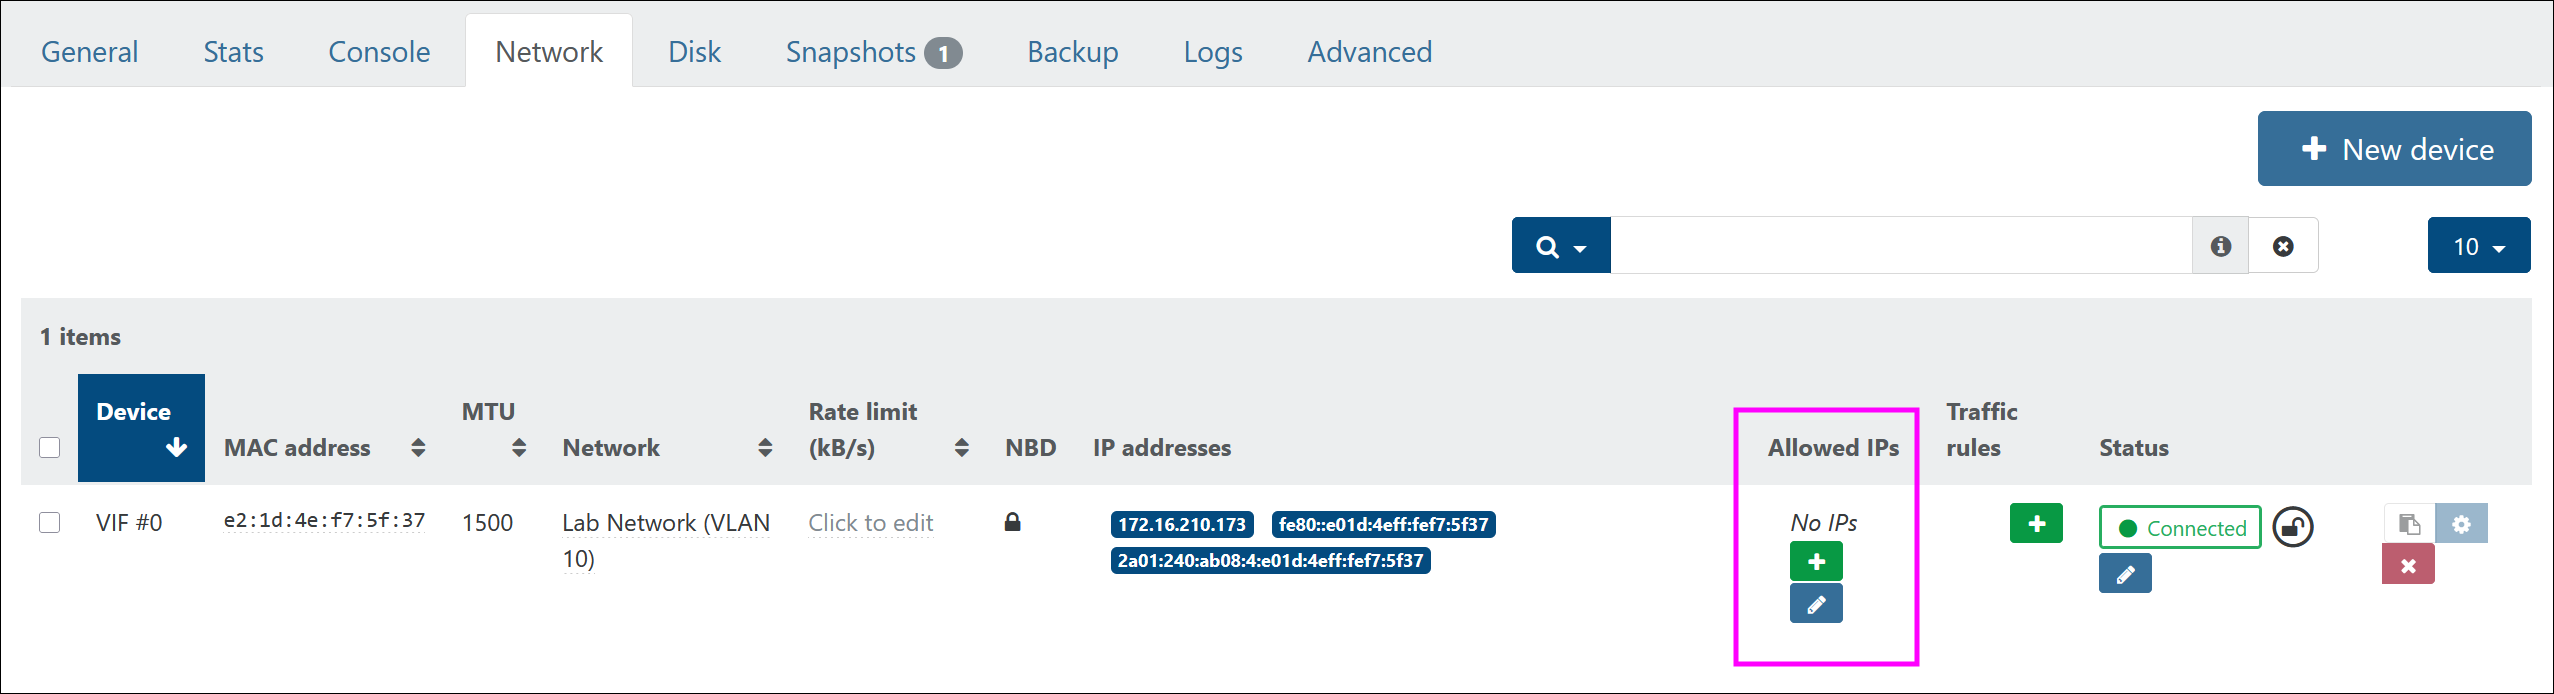 General Stats Console Network Disk Snapshots 1 Backup Logs Advanced
New device
10
1 items
Device MAC address MTU Network Rate limit (kB/s) NBD IP addresses Allowed IPs Traffic rules Status
VIF #0 e2:1d:4e:f7:5f:37 1500 Lab Network (VLAN 10) Click to edit 172.16.210.173 fe80::e01d:4eff:fef7:5f37 No IPs Connected
2a01:240:ab08:4:e01d:4eff:fef7:5f37